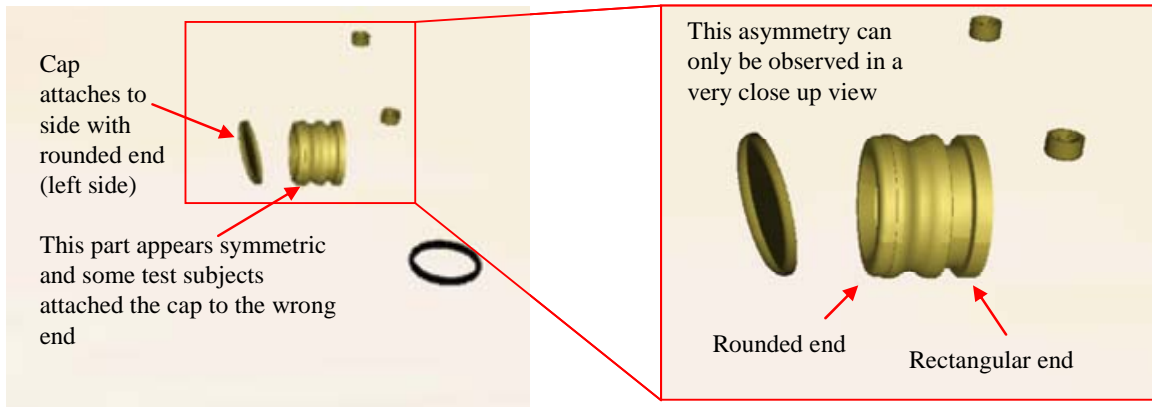 Cap
attaches to
side with
rounded end
(left side)
This part appears symmetric
and some test subjects
attached the cap to the wrong
end
This asymmetry can
only be observed in a
very close up view
Rounded end
Rectangular end